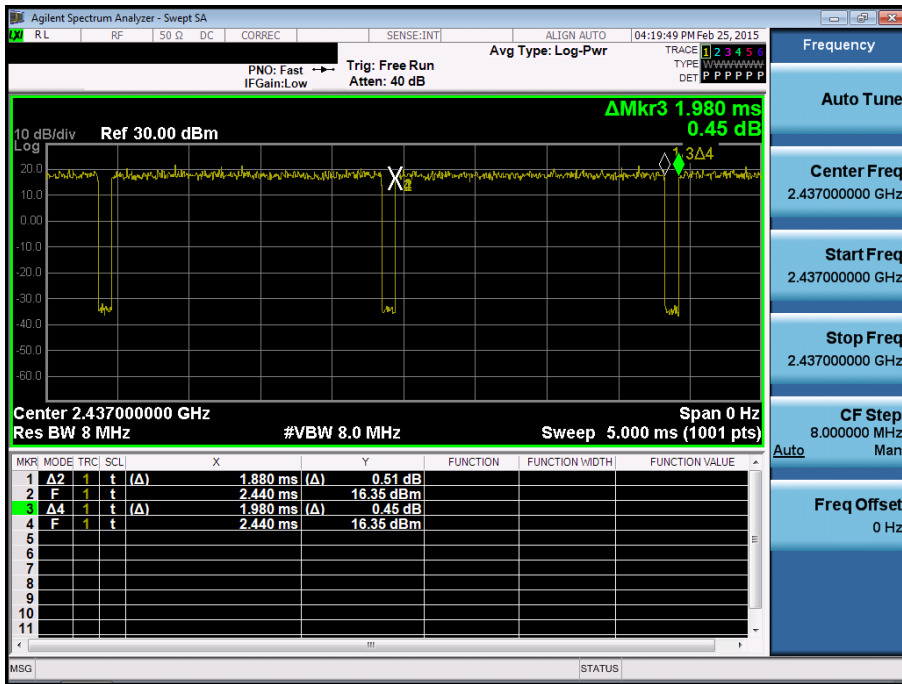 Agilent Spectrum Analyzer - Swept SA
LXI RL RF 50 Ω DC CORREC SENSE:INT ALIGN AUTO 04:19:49 PM Feb 25, 2015
Avg Type: Log-Pwr TRACE 1 2 3 4 5 6
PNO: Fast Trig: Free Run TYPE WWWWWW
IFGain:Low Atten: 40 dB DET P P P P P P
ΔMkr3 1.980 ms
0.45 dB
10 dB/div Ref 30.00 dBm
Log
3Δ4
20.0
10.0
0.00
-10.0
-20.0
-30.0
-40.0
-50.0
-60.0
Center 2.437000000 GHz Span 0 Hz
Res BW 8 MHz #VBW 8.0 MHz Sweep 5.000 ms (1001 pts)
MKR MODE TRC SCL X Y FUNCTION FUNCTION WIDTH FUNCTION VALUE
1 Δ2 1 t (Δ) 1.880 ms (Δ) 0.51 dB
2 F 1 t 2.440 ms 16.35 dBm
3 Δ4 1 t (Δ) 1.980 ms (Δ) 0.45 dB
4 F 1 t 2.440 ms 16.35 dBm
5
6
7
8
9
10
11
MSG STATUS
Frequency
Auto Tune
Center Freq
2.437000000 GHz
Start Freq
2.437000000 GHz
Stop Freq
2.437000000 GHz
CF Step
8.000000 MHz
Auto Man
Freq Offset
0 Hz